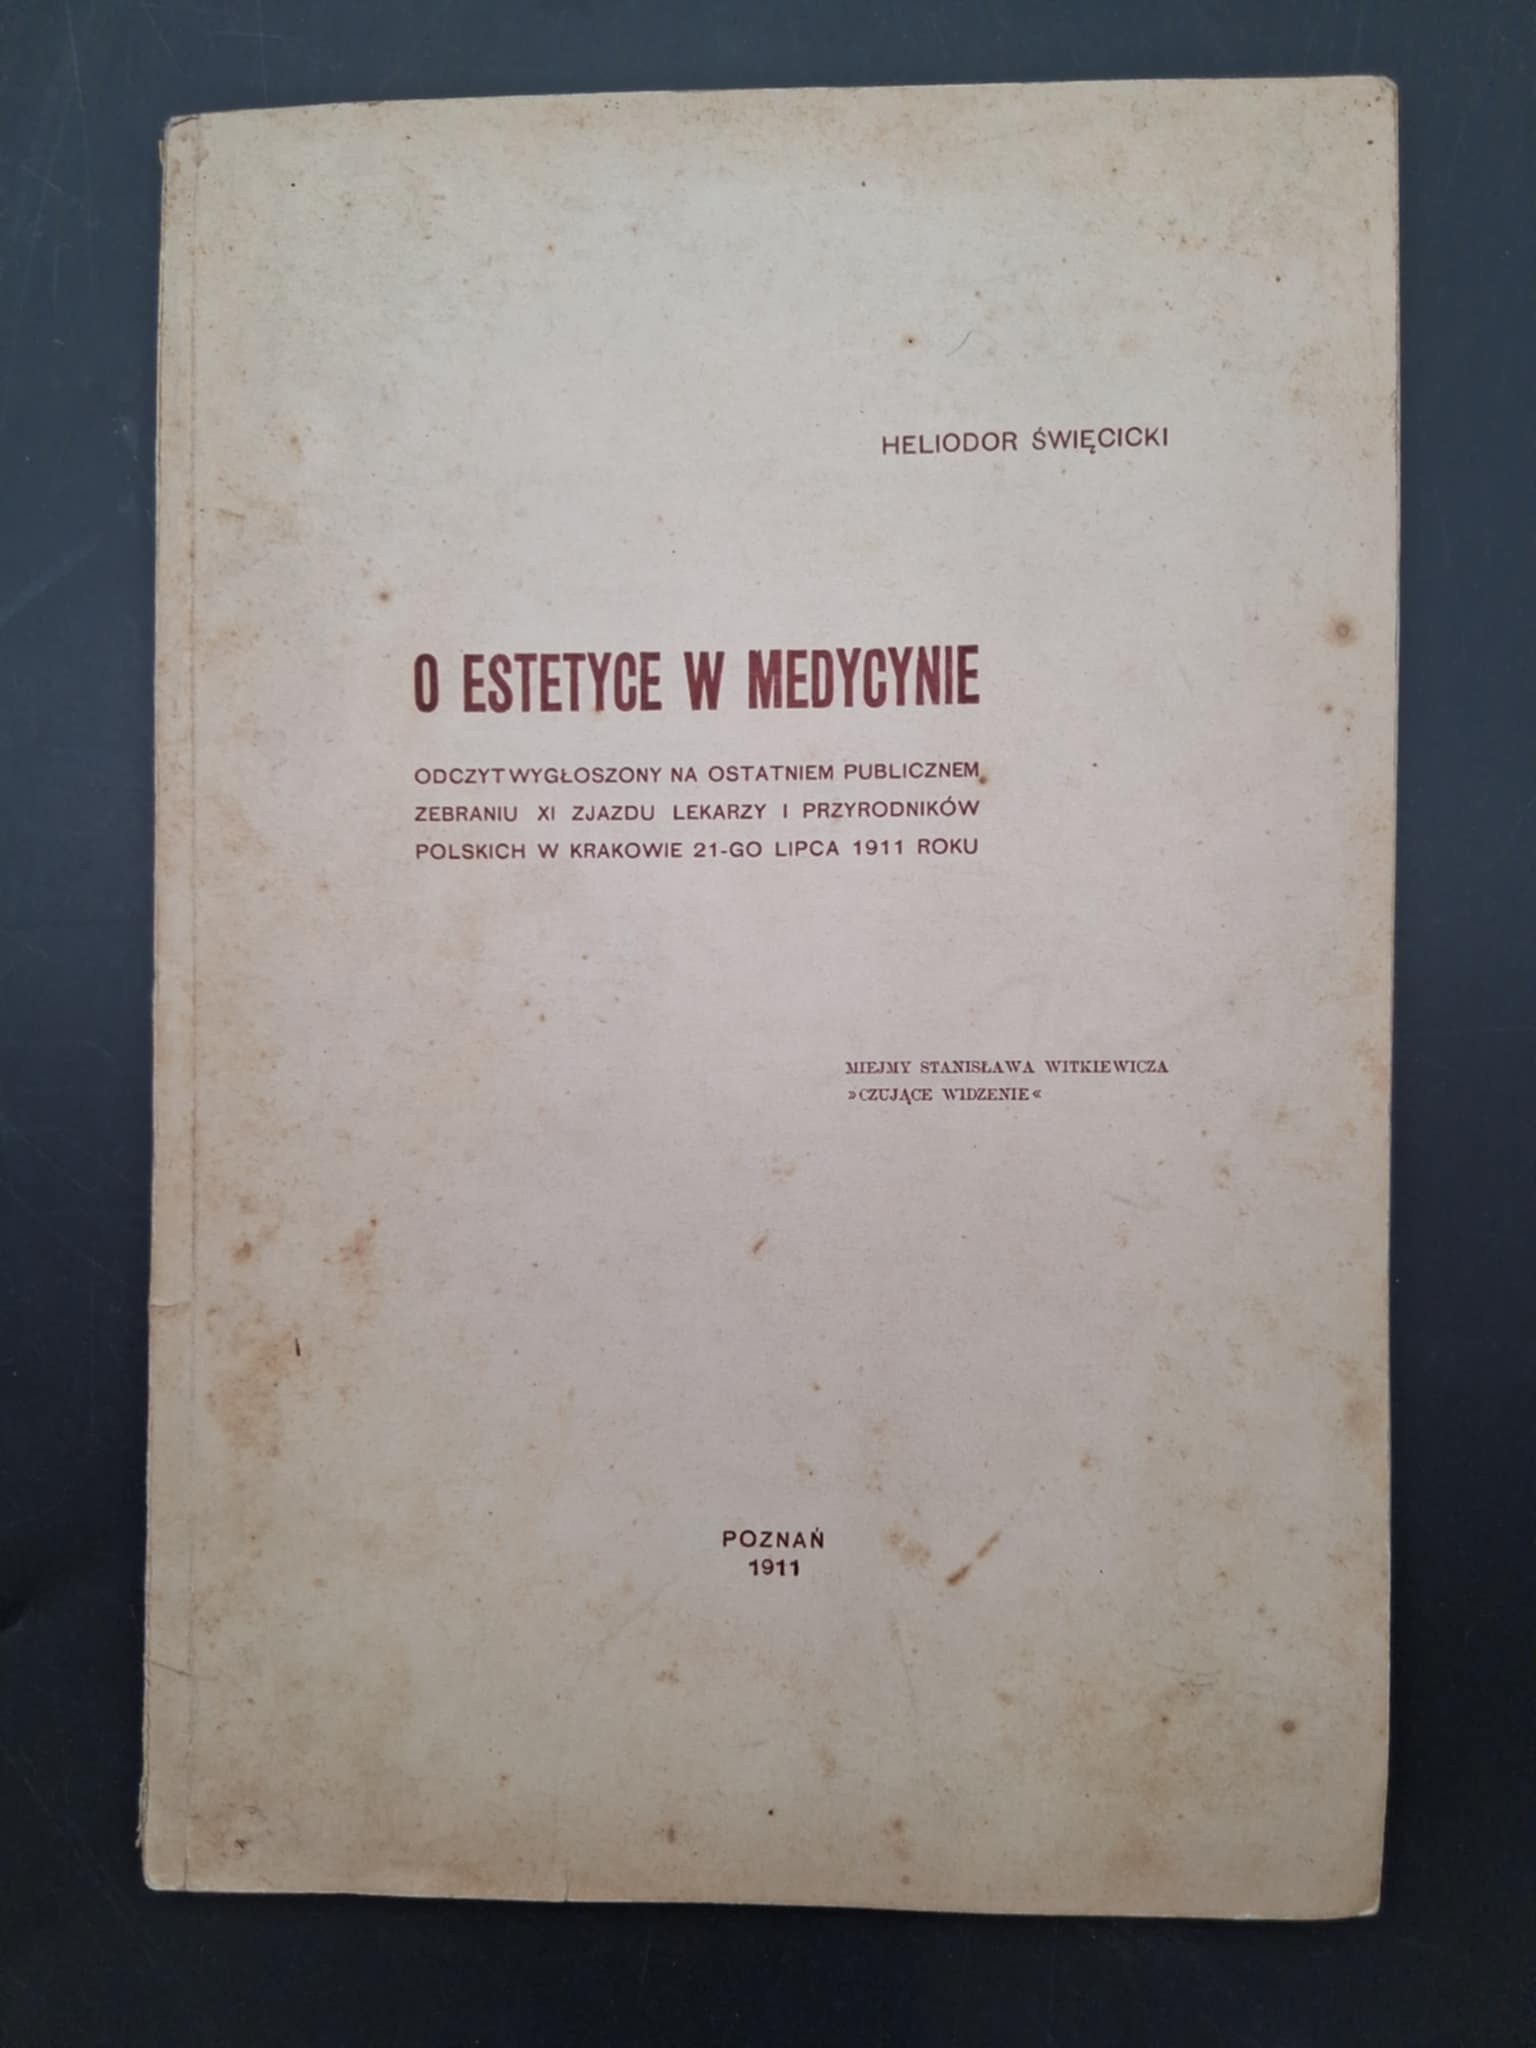 HELIODOR ŚWIĘCICKI
O ESTETYCE W MEDYCYNIE
ODCZYT WYGŁOSZONY NA OSTATNIEM PUBLICZNEM
ZEBRANIU XI ZJAZDU LEKARZY I PRZYRODNIKÓW
POLSKICH W KRAKOWIE 21-GO LIPCA 1911 ROKU
MIEJMY STANISŁAWA WITKIEWICZA
»CZUJĄCE WIDZENIE«
POZNAŃ
1911